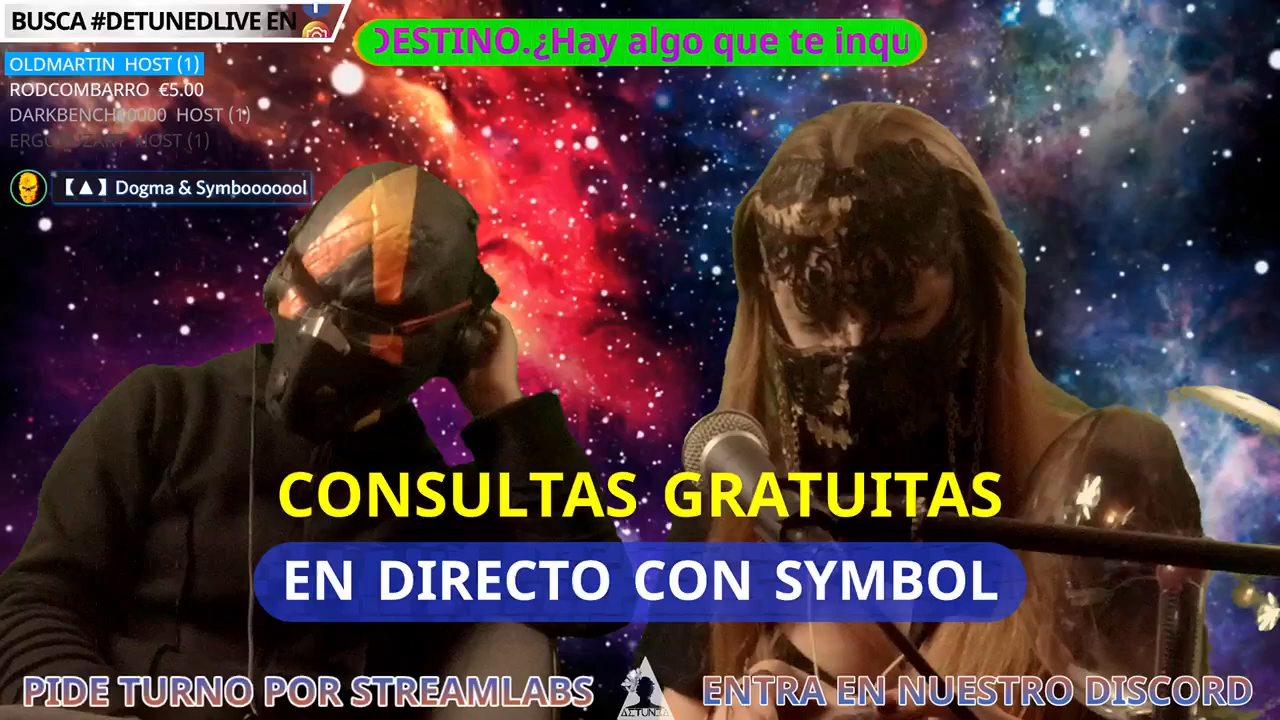 BUSCA #DETUNEDLIVE EN
DESTINO.¿Hay algo que te inqu
OLDMARTIN HOST (1)
RODCOMBARRO €5.00
HOST (1)
HOST (1)
【▲】Dogma & Symbooooool
CONSULTAS GRATUITAS
EN DIRECTO CON SYMBOL
PIDE TURNO POR STREAMLABS
ENTRA EN NUESTRO DISCORD